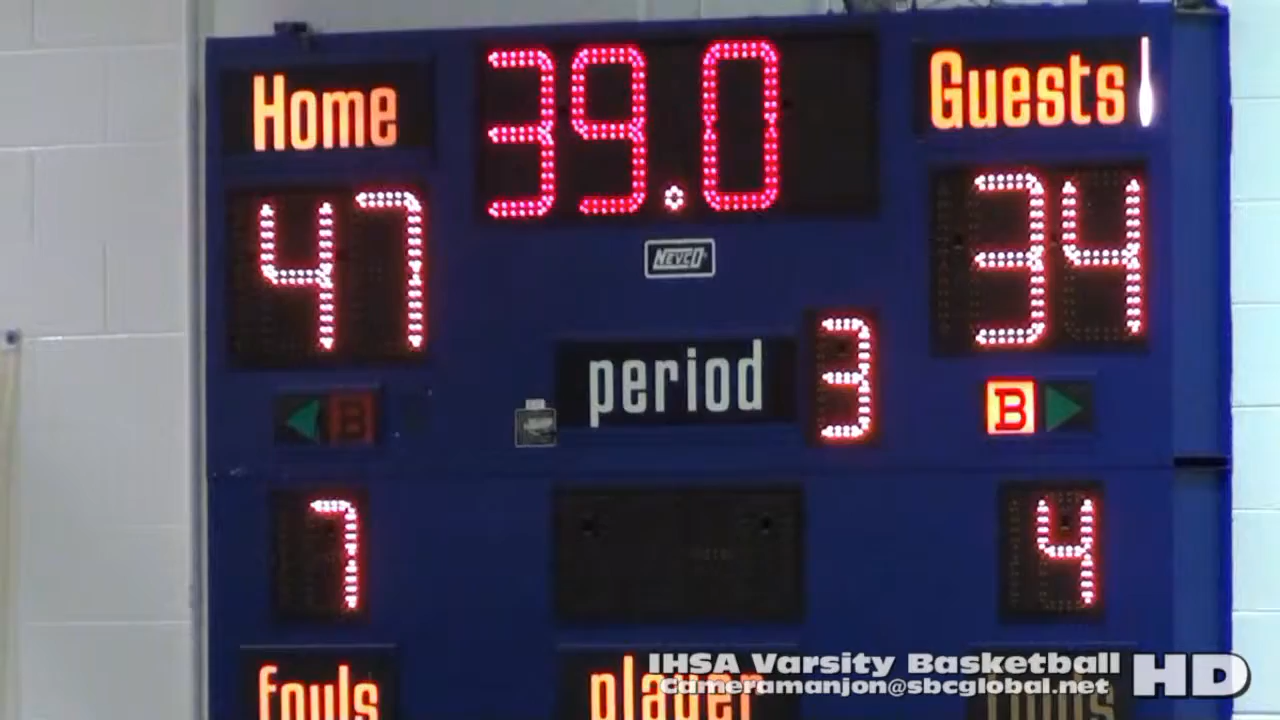 Home 39.0 Guests
47 34
NEVCO
period 3
B B
7 4
fouls player fouls
IHSA Varsity Basketball HD
Cameramanjon@sbcglobal.net